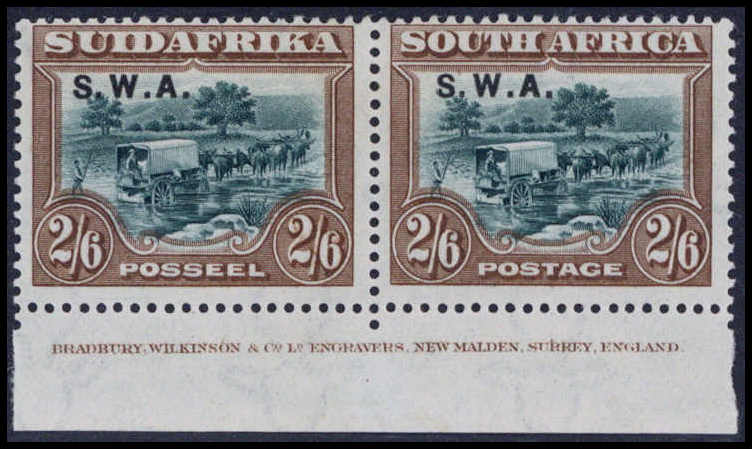 SUIDAFRIKA
S.W.A.
2/6 POSSEEL 2/6
SOUTH AFRICA
S.W.A.
2/6 POSTAGE 2/6
BRADBURY, WILKINSON & Co Ld ENGRAVERS, NEW MALDEN, SURREY, ENGLAND.